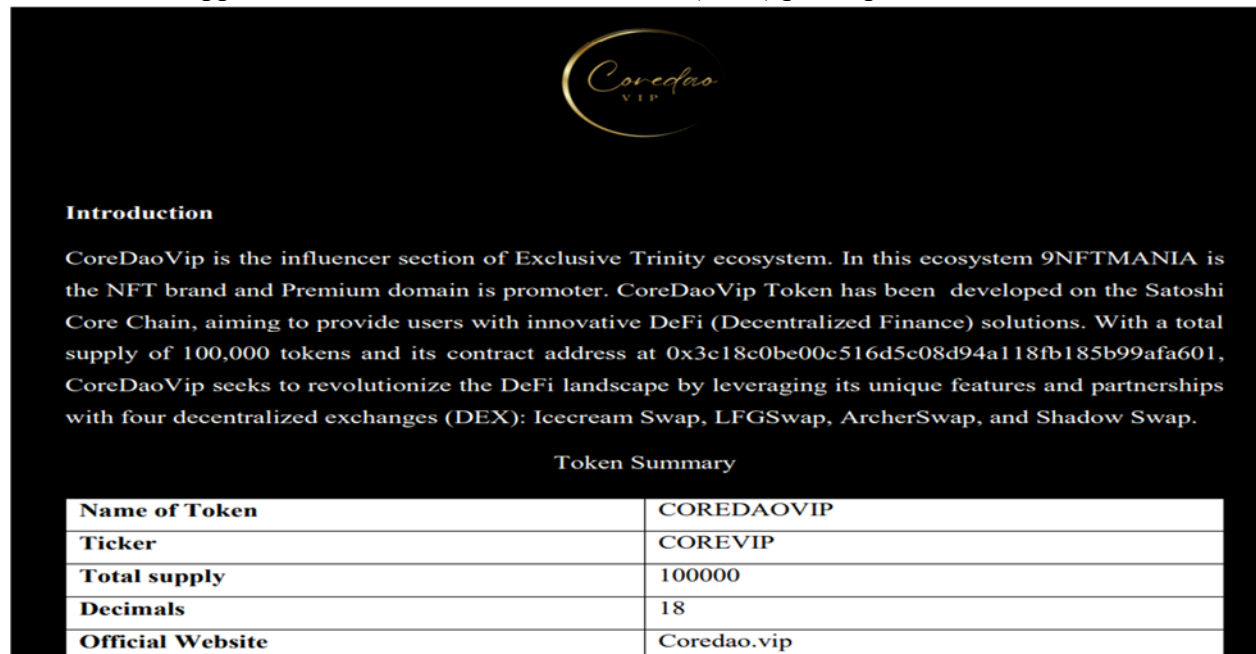 Coredao
VIP
Introduction
CoreDaoVip is the influencer section of Exclusive Trinity ecosystem. In this ecosystem 9NFTMANIA is
the NFT brand and Premium domain is promoter. CoreDaoVip Token has been developed on the Satoshi
Core Chain, aiming to provide users with innovative DeFi (Decentralized Finance) solutions. With a total
supply of 100,000 tokens and its contract address at 0x3c18c0be00c516d5c08d94a118fb185b99afa601,
CoreDaoVip seeks to revolutionize the DeFi landscape by leveraging its unique features and partnerships
with four decentralized exchanges (DEX): Icecream Swap, LFGSwap, ArcherSwap, and Shadow Swap.
Token Summary
Name of Token COREDAOVIP
Ticker COREVIP
Total supply 100000
Decimals 18
Official Website Coredao.vip